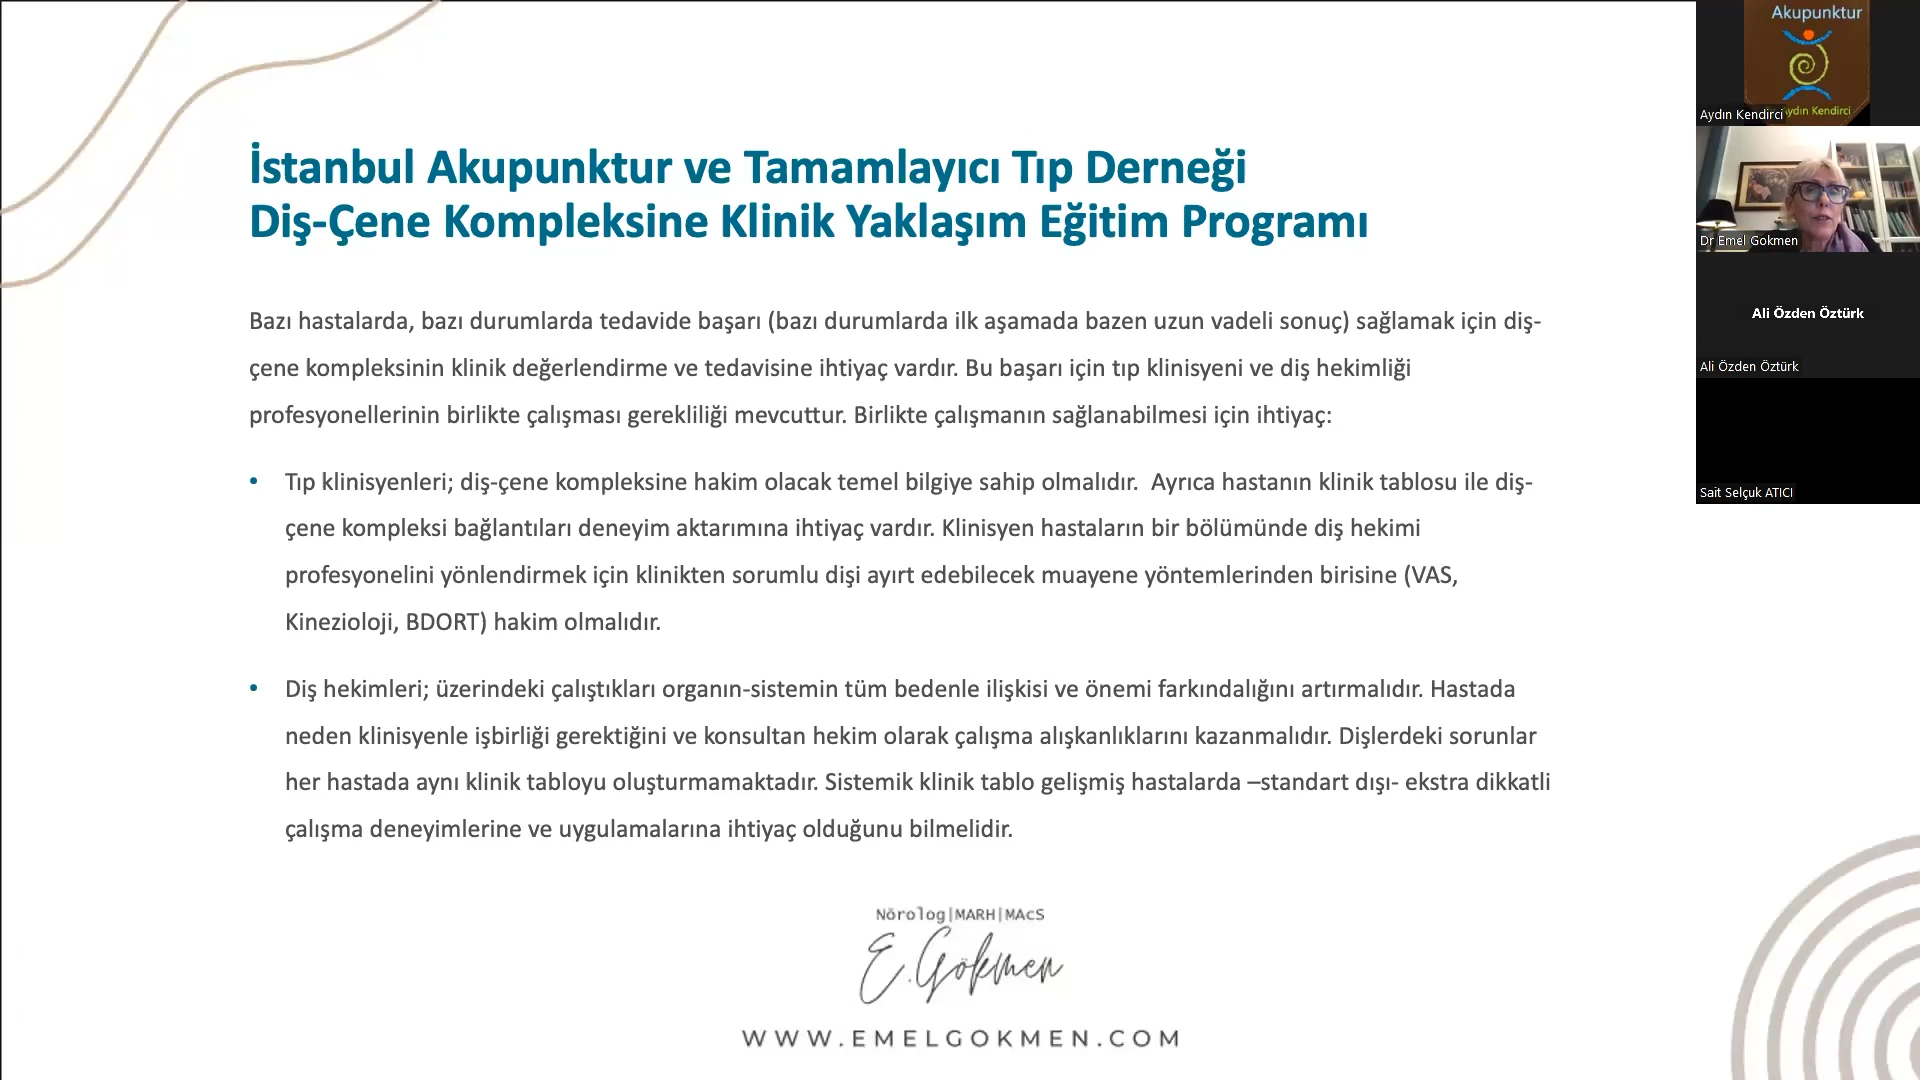 İstanbul Akupunktur ve Tamamlayıcı Tıp Derneği
Diş-Çene Kompleksine Klinik Yaklaşım Eğitim Programı
Bazı hastalarda, bazı durumlarda tedavide başarı (bazı durumlarda ilk aşamada bazen uzun vadeli sonuç) sağlamak için diş-
çene kompleksinin klinik değerlendirme ve tedavisine ihtiyaç vardır. Bu başarı için tıp klinisyeni ve diş hekimliği
profesyonellerinin birlikte çalışması gerekliliği mevcuttur. Birlikte çalışmanın sağlanabilmesi için ihtiyaç:
• Tıp klinisyenleri; diş-çene kompleksine hakim olacak temel bilgiye sahip olmalıdır.  Ayrıca hastanın klinik tablosu ile diş-
çene kompleksi bağlantıları deneyim aktarımına ihtiyaç vardır. Klinisyen hastaların bir bölümünde diş hekimi
profesyonelini yönlendirmek için klinikten sorumlu dişi ayırt edebilecek muayene yöntemlerinden birisine (VAS,
Kinezioloji, BDORT) hakim olmalıdır.
• Diş hekimleri; üzerindeki çalıştıkları organın-sistemin tüm bedenle ilişkisi ve önemi farkındalığını artırmalıdır. Hastada
neden klinisyenle işbirliği gerektiğini ve konsultan hekim olarak çalışma alışkanlıklarını kazanmalıdır. Dişlerdeki sorunlar
her hastada aynı klinik tabloyu oluşturmamaktadır. Sistemik klinik tablo gelişmiş hastalarda –standart dışı- ekstra dikkatli
çalışma deneyimlerine ve uygulamalarına ihtiyaç olduğunu bilmelidir.
Nörolog|MARH|MAcS
E.Gökmen
WWW.EMELGOKMEN.COM
Akupunktur
Aydın Kendirci
Aydın Kendirci
Dr Emel Gokmen
Ali Özden Öztürk
Ali Özden Öztürk
Sait Selçuk ATICI